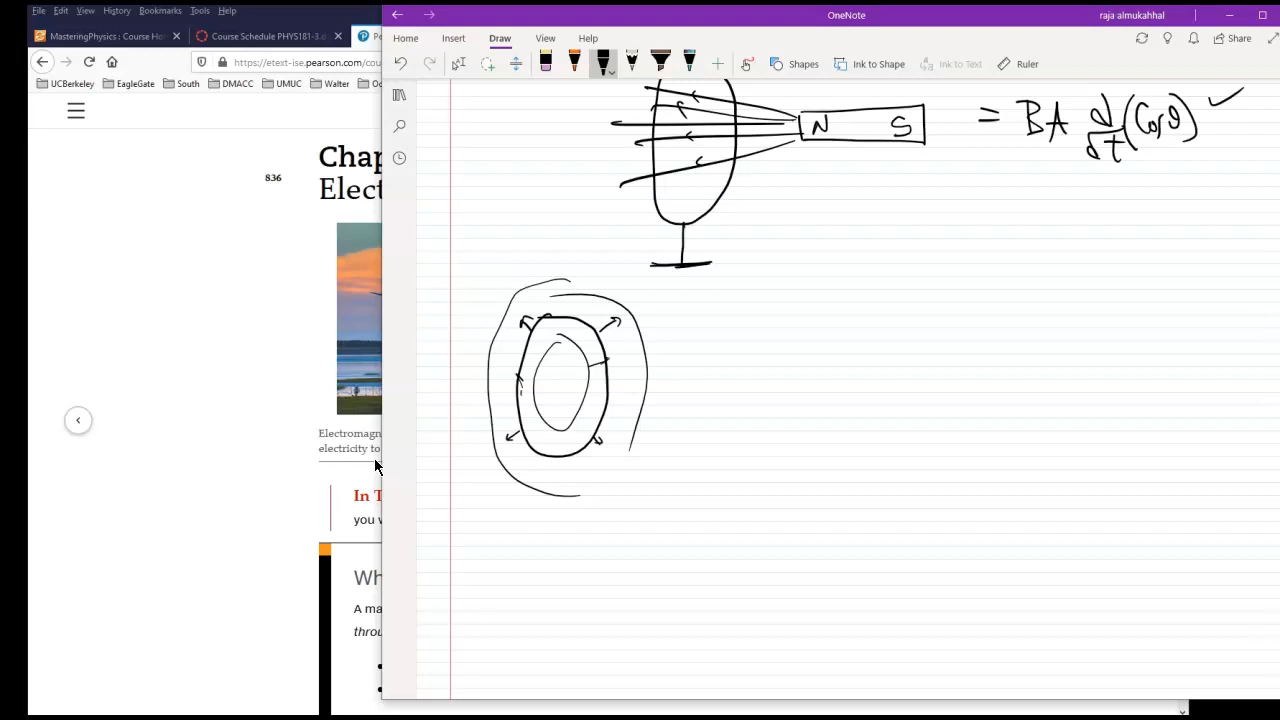 File Edit View History Bookmarks Tools Help
OneNote
raja almukahhal
MasteringPhysics : Course Ho
Course Schedule PHYS181-3.d
Pe
Home Insert Draw View Help
Share
https://etext-ise.pearson.com/cou
Shapes
Ink to Shape
Ink to Text
Ruler
UCBerkeley EagleGate South DMACC UMUC Walter
N S
= BA d/dt (Cos θ) ✓
Chap
836
Elect
Electromagn
electricity to
In T
you v
Wh
A ma
throu